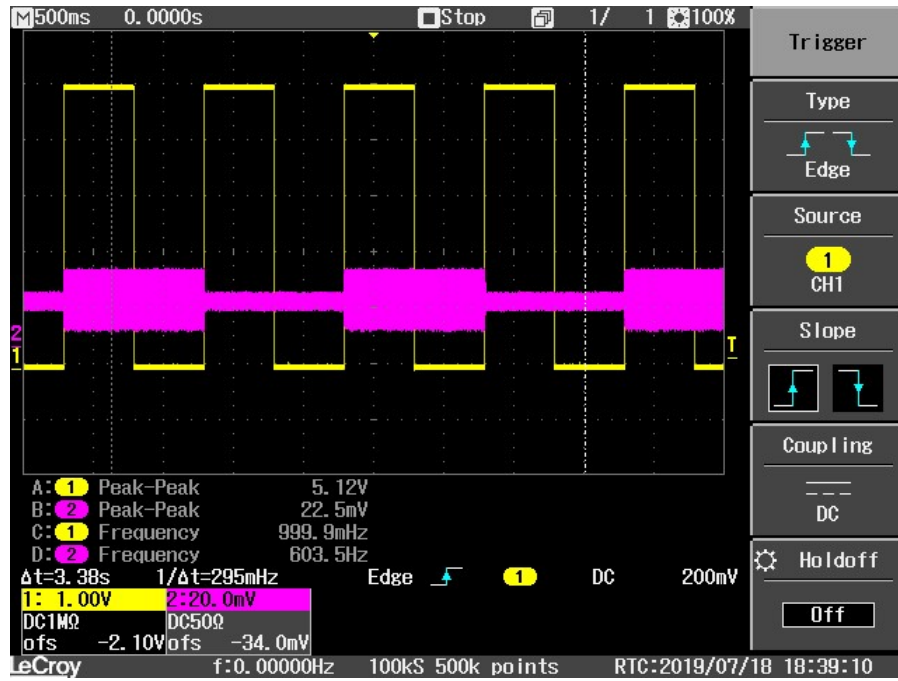 M 500ms 0.0000s Stop 1/ 1 100%
Trigger
Type
Edge
Source
1
CH1
Slope
Coupling
DC
Holdoff
Off
2
1
T
A: 1 Peak-Peak 5.12V
B: 2 Peak-Peak 22.5mV
C: 1 Frequency 999.9mHz
D: 2 Frequency 603.5Hz
Δt=3.38s 1/Δt=295mHz Edge 1 DC 200mV
1: 1.00V 2:20.0mV
DC1MΩ DC50Ω
ofs -2.10V ofs -34.0mV
LeCroy f:0.00000Hz 100kS 500k points RTC:2019/07/18 18:39:10